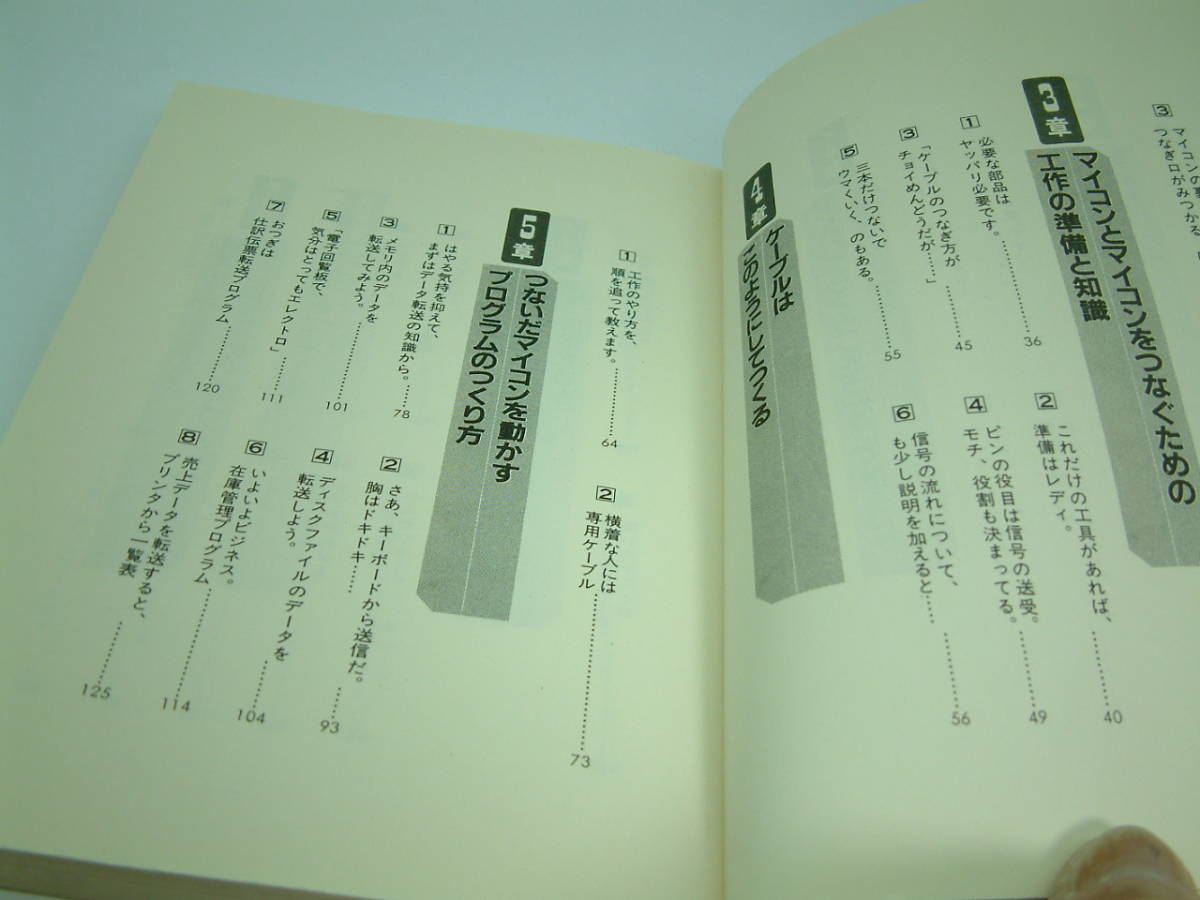 3
マイコンの
つなぎ口がみつかる
3章
マイコンとマイコンをつなぐための
工作の準備と知識
1
必要な部品は
ヤッパリ必要です。……36
2
これだけの工具があれば、
準備はレディ。……40
3
「ケーブルのつなぎ方が
チョイめんどうだが……」……45
4
ピンの役目は信号の送受。
モチ、役割も決まってる。……49
5
三本だけつないで
ウマくいく、のもある。……55
6
信号の流れについて、
も少し説明を加えると……56
4章
ケーブルは
このようにしてつくる
1
工作のやり方を、
順を追って教えます。……64
2
横着な人には
専用ケーブル……73
5章
つないだマイコンを動かす
プログラムのつくり方
1
はやる気持を抑えて、
まずはデータ転送の知識から。……78
2
さあ、キーボードから送信だ。
胸はドキドキ……
3
メモリ内のデータを
転送してみよう。……101
4
ディスクファイルのデータを
転送しよう。……93
5
「電子回覧板で、
気分はとってもエレクトロ」……111
6
いよいよビジネス。
在庫管理プログラム……104
7
おつぎは
仕訳伝票転送プログラム……120
8
売上データを転送すると、
プリンタから一覧表……125
114